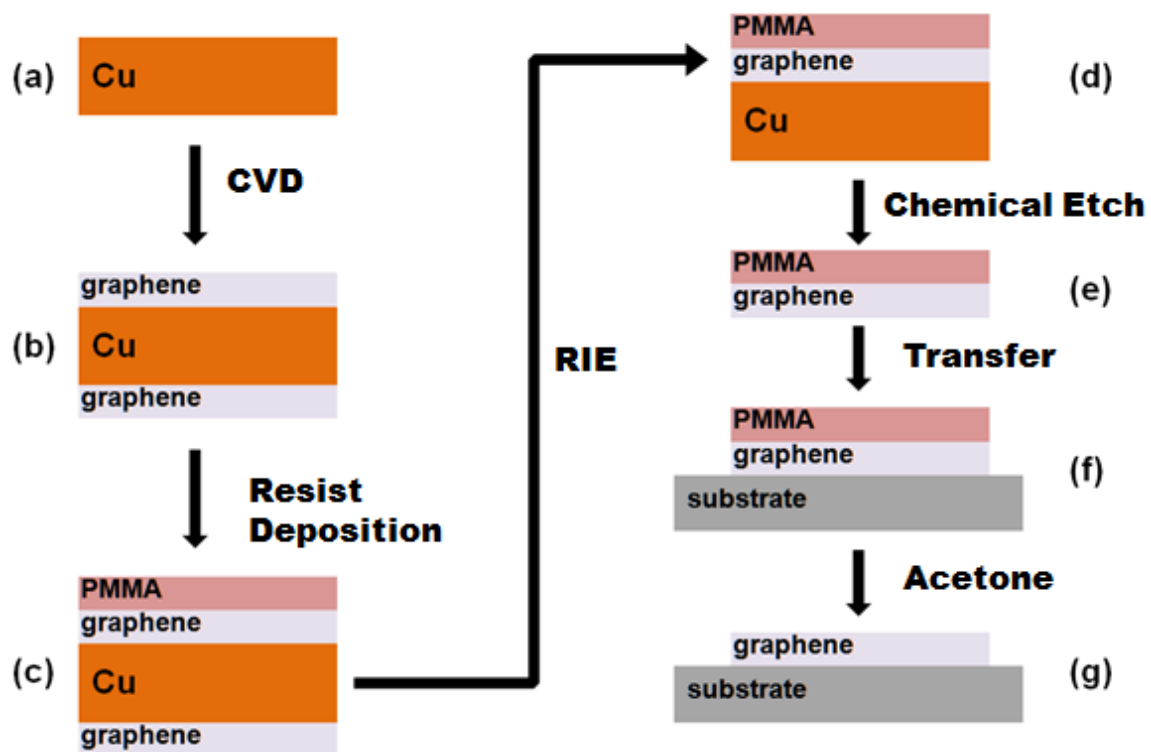 (a)
Cu
CVD
graphene
(b)
Cu
graphene
Resist
Deposition
PMMA
graphene
(c)
Cu
graphene
RIE
PMMA
graphene
(d)
Cu
Chemical Etch
PMMA
graphene
(e)
Transfer
PMMA
graphene
(f)
substrate
Acetone
graphene
substrate
(g)